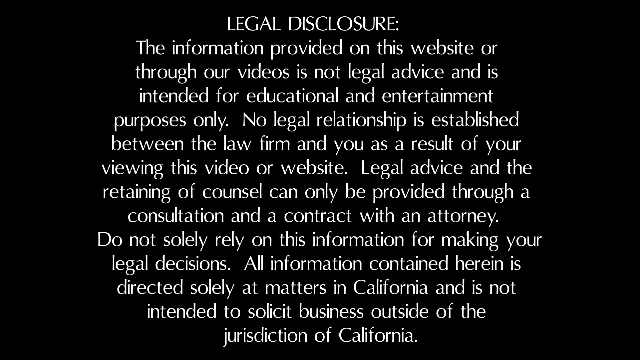 LEGAL DISCLOSURE:
The information provided on this website or
through our videos is not legal advice and is
intended for educational and entertainment
purposes only.  No legal relationship is established
between the law firm and you as a result of your
viewing this video or website.  Legal advice and the
retaining of counsel can only be provided through a
consultation and a contract with an attorney.
Do not solely rely on this information for making your
legal decisions.  All information contained herein is
directed solely at matters in California and is not
intended to solicit business outside of the
jurisdiction of California.